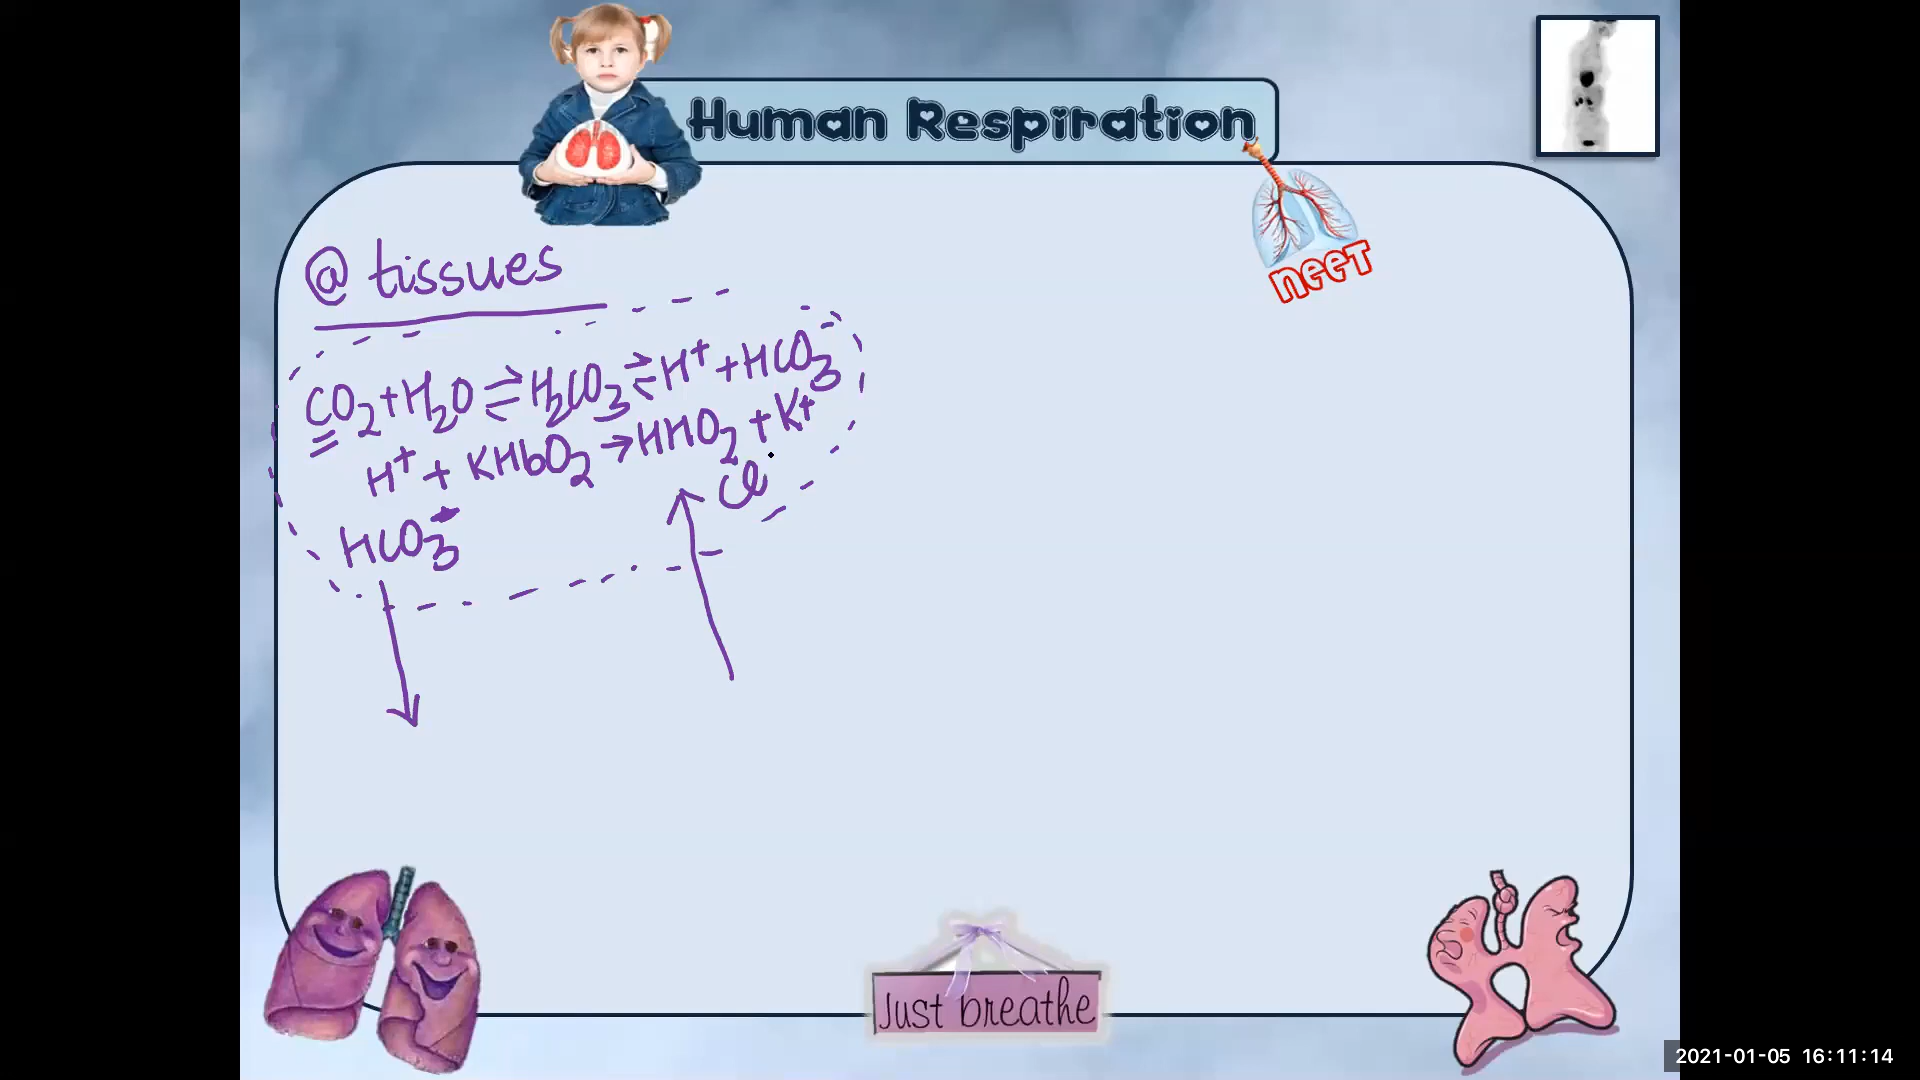 Human Respiration
NEET
@ tissues
CO2+H2O ⇌ H2CO3 ⇌ H+ + HCO3-
H+ + KHbO2 → HHO2 + K+
Cl
HCO3-
Just breathe
2021-01-05 16:11:14